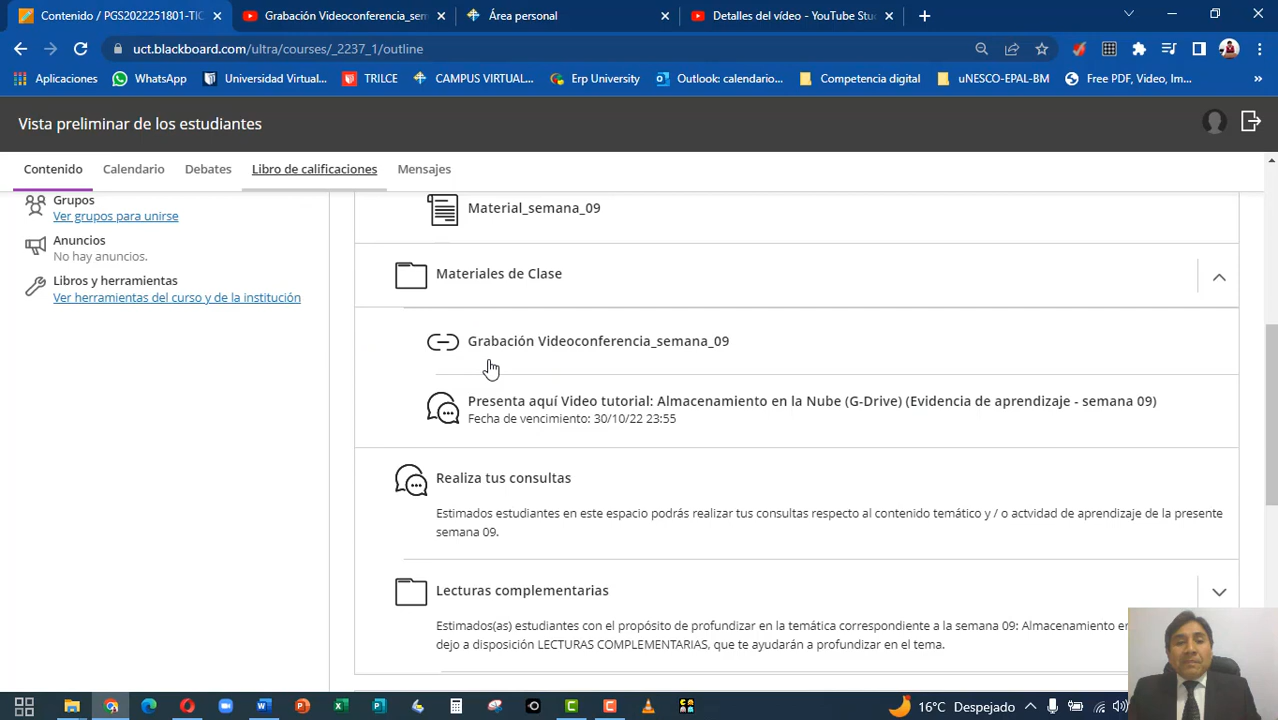 Contenido / PGS2022251801-TIC
Grabación Videoconferencia_sem
Área personal
Detalles del vídeo - YouTube Stu
uct.blackboard.com/ultra/courses/_2237_1/outline
Aplicaciones
WhatsApp
Universidad Virtual...
TRILCE
CAMPUS VIRTUAL...
Erp University
Outlook: calendario...
Competencia digital
uNESCO-EPAL-BM
Free PDF, Video, Im...
Vista preliminar de los estudiantes
Contenido
Calendario
Debates
Libro de calificaciones
Mensajes
Grupos
Ver grupos para unirse
Anuncios
No hay anuncios.
Libros y herramientas
Ver herramientas del curso y de la institución
Material_semana_09
Materiales de Clase
Grabación Videoconferencia_semana_09
Presenta aquí Video tutorial: Almacenamiento en la Nube (G-Drive) (Evidencia de aprendizaje - semana 09)
Fecha de vencimiento: 30/10/22 23:55
Realiza tus consultas
Estimados estudiantes en este espacio podrás realizar tus consultas respecto al contenido temático y / o actvidad de aprendizaje de la presente
semana 09.
Lecturas complementarias
Estimados(as) estudiantes con el propósito de profundizar en la temática correspondiente a la semana 09: Almacenamiento en
dejo a disposición LECTURAS COMPLEMENTARIAS, que te ayudarán a profundizar en el tema.
16°C Despejado